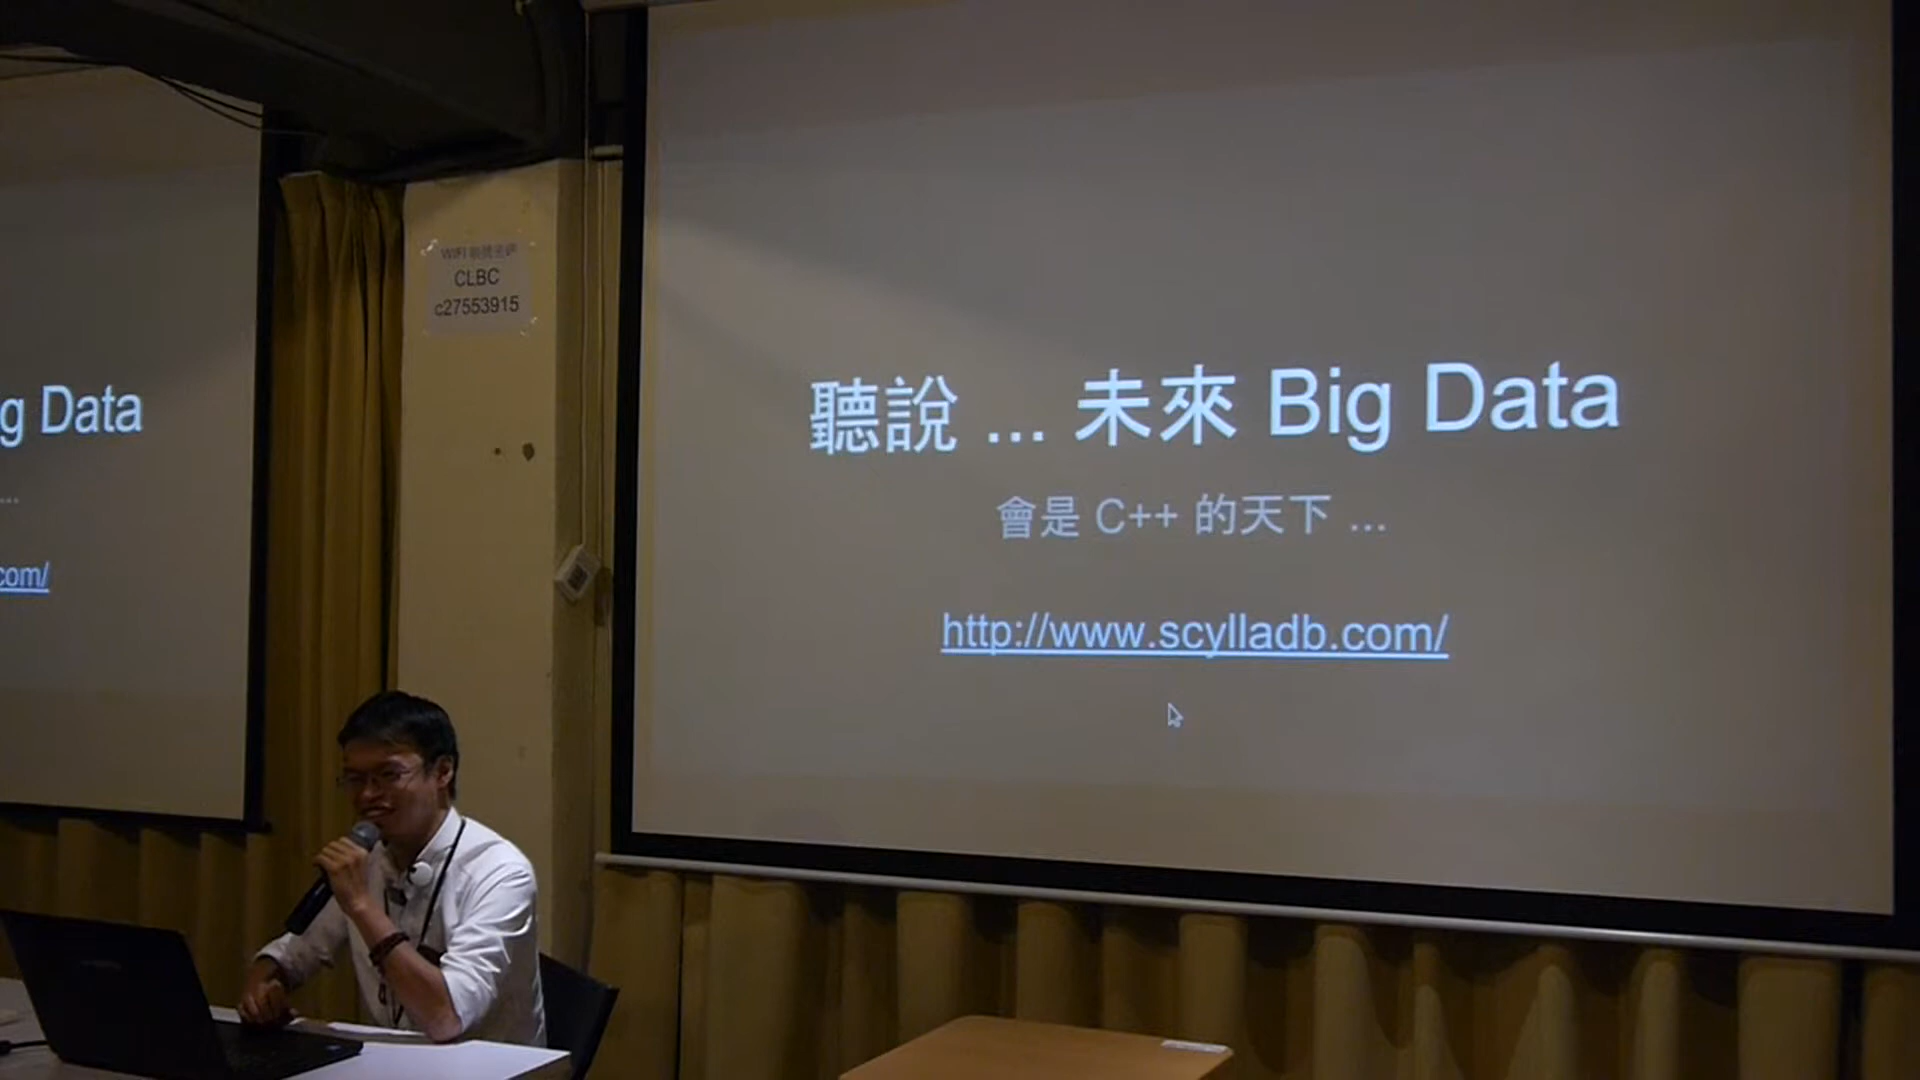 g Data
...
com/
WIFI
CLBC
c27553915
聽說 ... 未來 Big Data
會是 C++ 的天下 ...
http://www.scylladb.com/